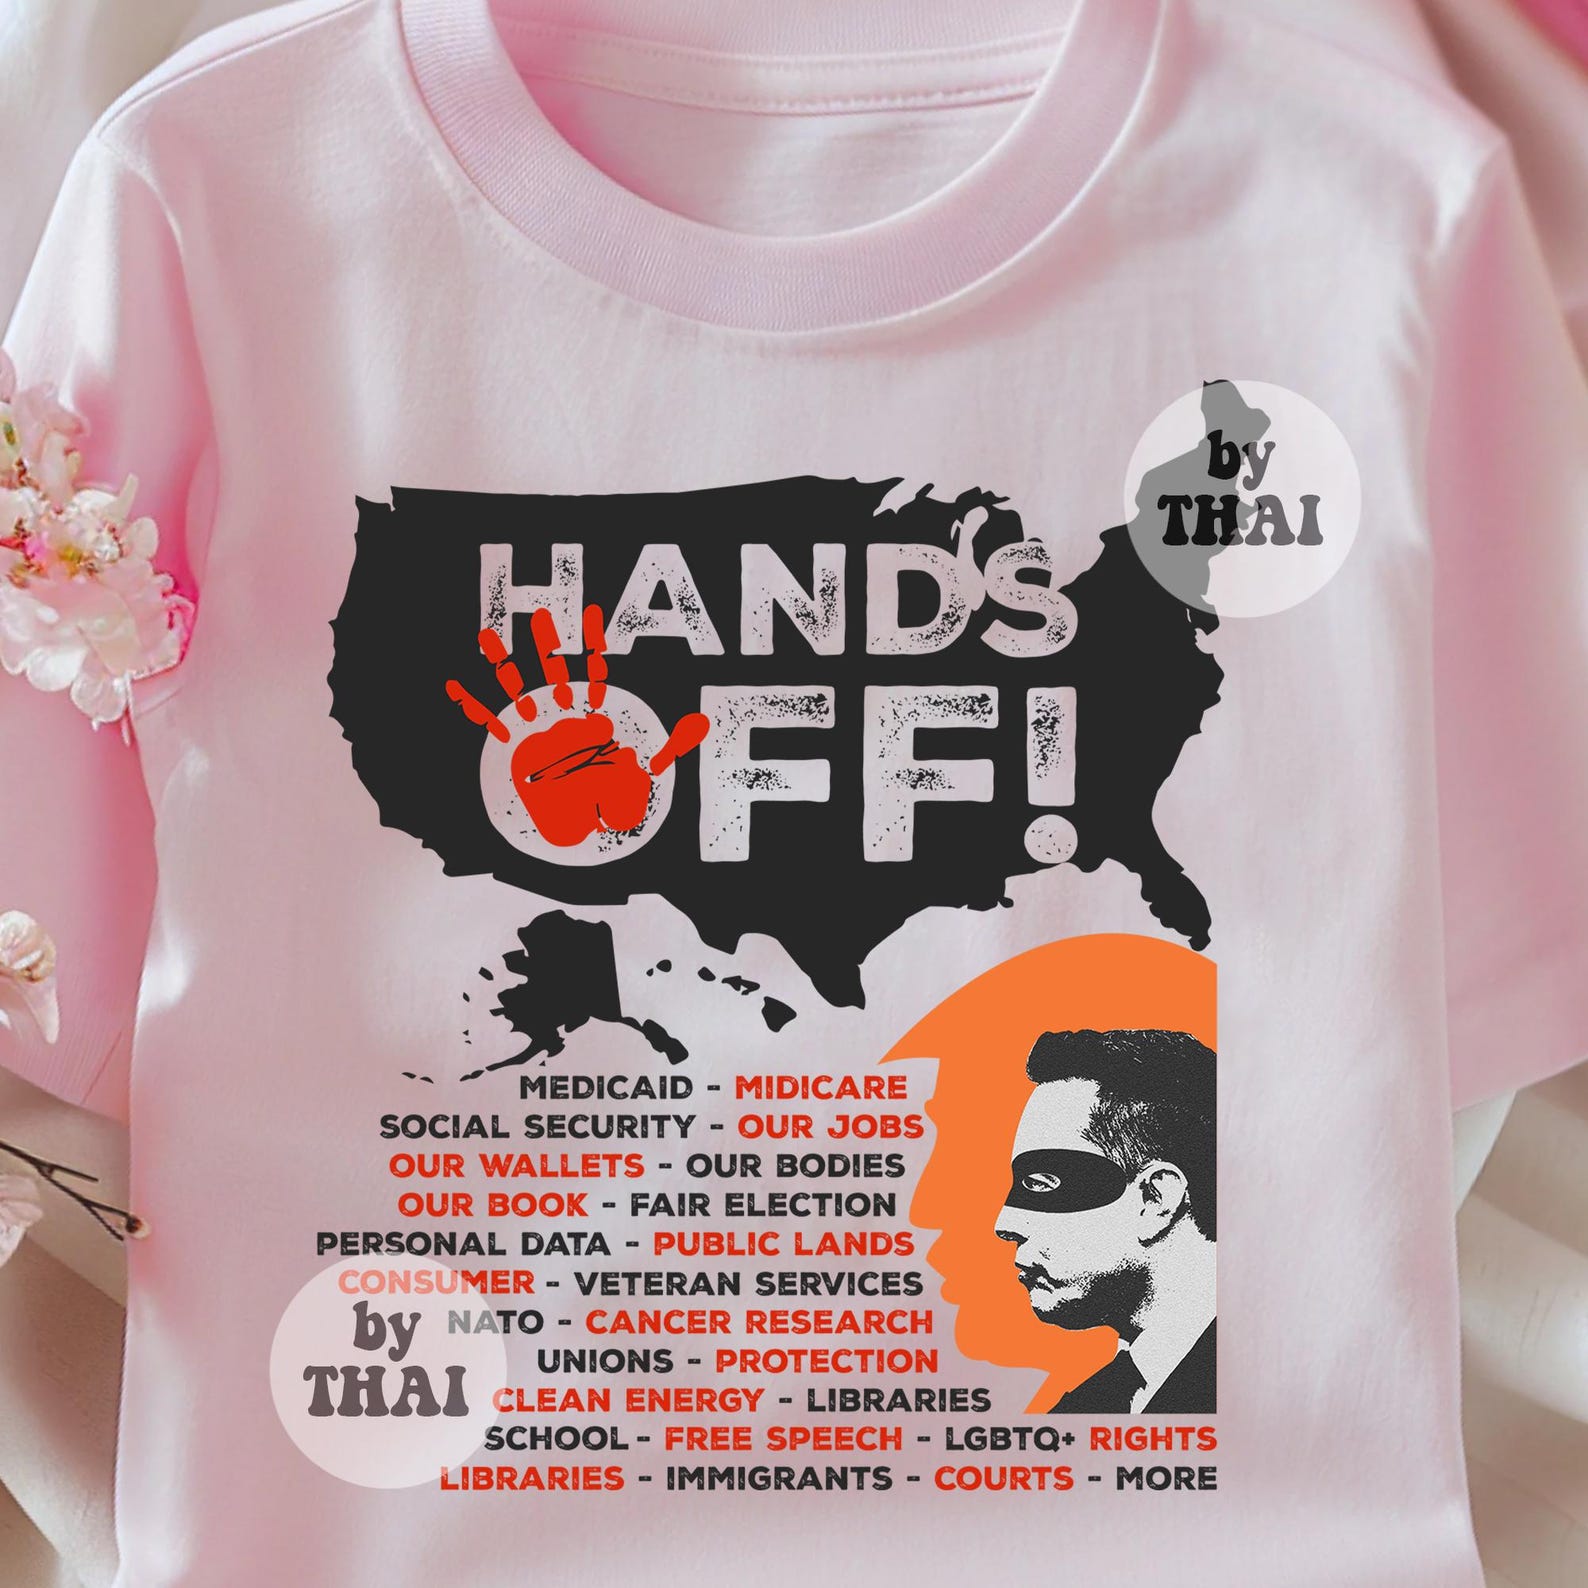 by
THAI
HANDS
OFF!
MEDICAID - MIDICARE
SOCIAL SECURITY - OUR JOBS
OUR WALLETS - OUR BODIES
OUR BOOK - FAIR ELECTION
PERSONAL DATA - PUBLIC LANDS
CONSUMER - VETERAN SERVICES
NATO - CANCER RESEARCH
UNIONS - PROTECTION
CLEAN ENERGY - LIBRARIES
SCHOOL - FREE SPEECH - LGBTQ+ RIGHTS
LIBRARIES - IMMIGRANTS - COURTS - MORE
by
THAI